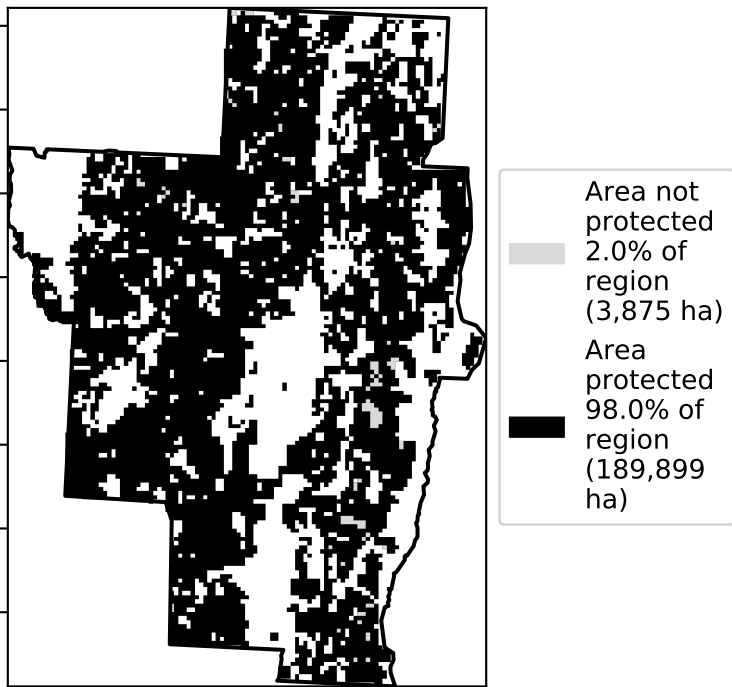 Area not
protected
2.0% of
region
(3,875 ha)
Area
protected
98.0% of
region
(189,899
ha)